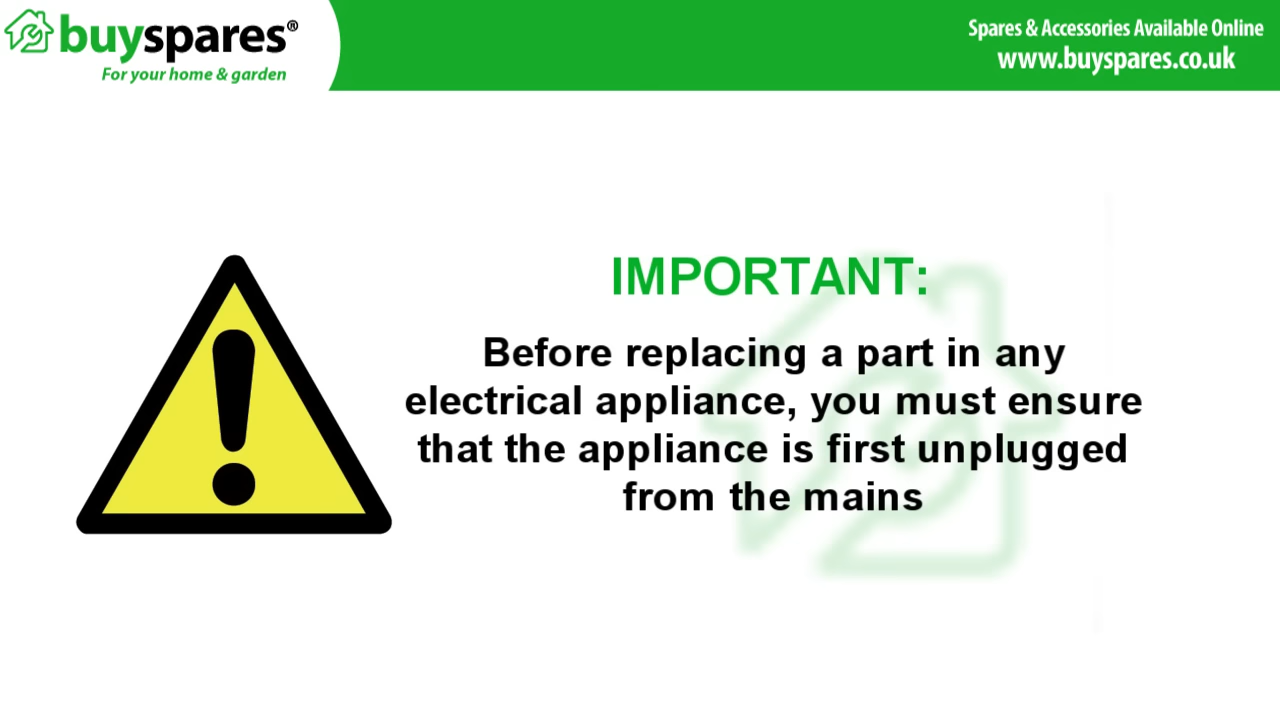 buyspares®
For your home & garden
Spares & Accessories Available Online
www.buyspares.co.uk
IMPORTANT:
Before replacing a part in any
electrical appliance, you must ensure
that the appliance is first unplugged
from the mains